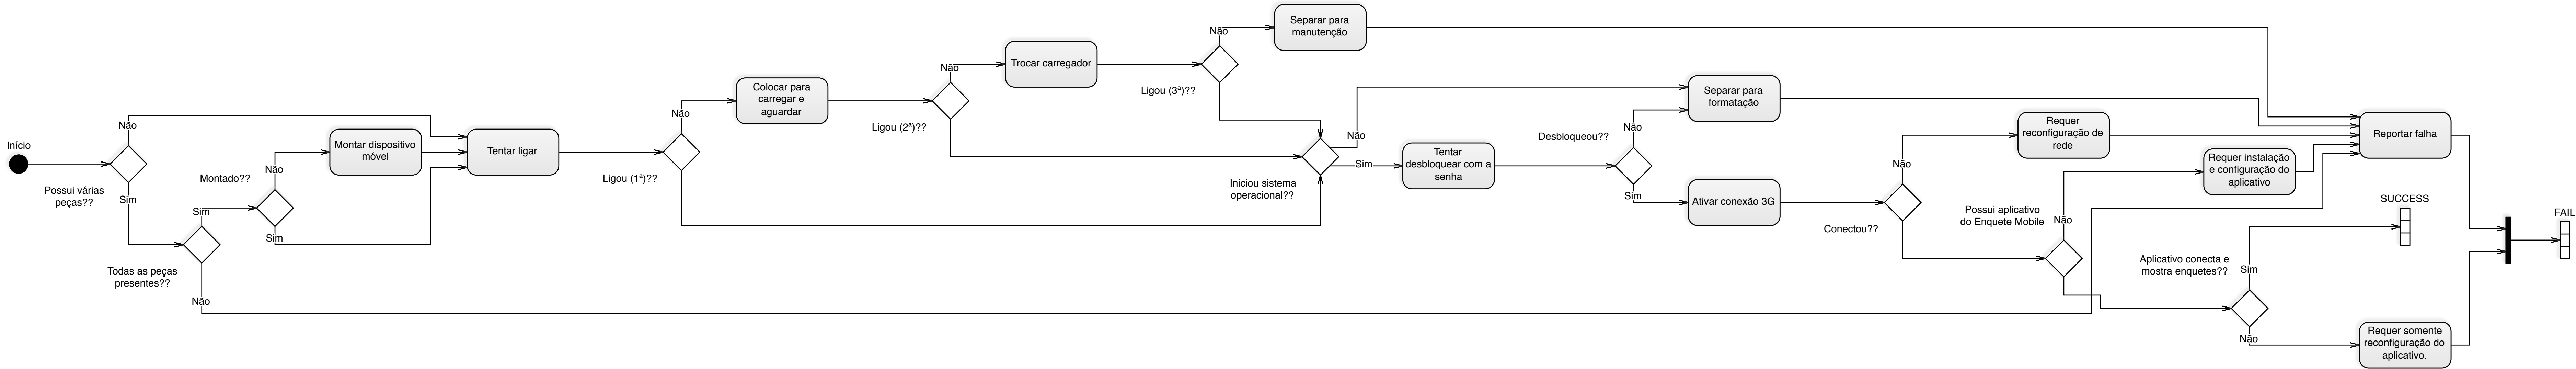 Início
Não
Possui várias
peças??
Sim
Todas as peças
presentes??
Sim
Não
Montado??
Não
Sim
Montar dispositivo
móvel
Tentar ligar
Ligou (1ª)??
Não
Colocar para
carregar e
aguardar
Ligou (2ª)??
Não
Trocar carregador
Ligou (3ª)??
Não
Separar para
manutenção
Iniciou sistema
operacional??
Não
Sim
Tentar
desbloquear com a
senha
Desbloqueou??
Não
Sim
Separar para
formatação
Ativar conexão 3G
Conectou??
Não
Requer
reconfiguração de
rede
Possui aplicativo
do Enquete Mobile
Não
Requer instalação
e configuração do
aplicativo
Aplicativo conecta e
mostra enquetes??
Sim
Não
Reportar falha
SUCCESS
Requer somente
reconfiguração do
aplicativo.
FAIL